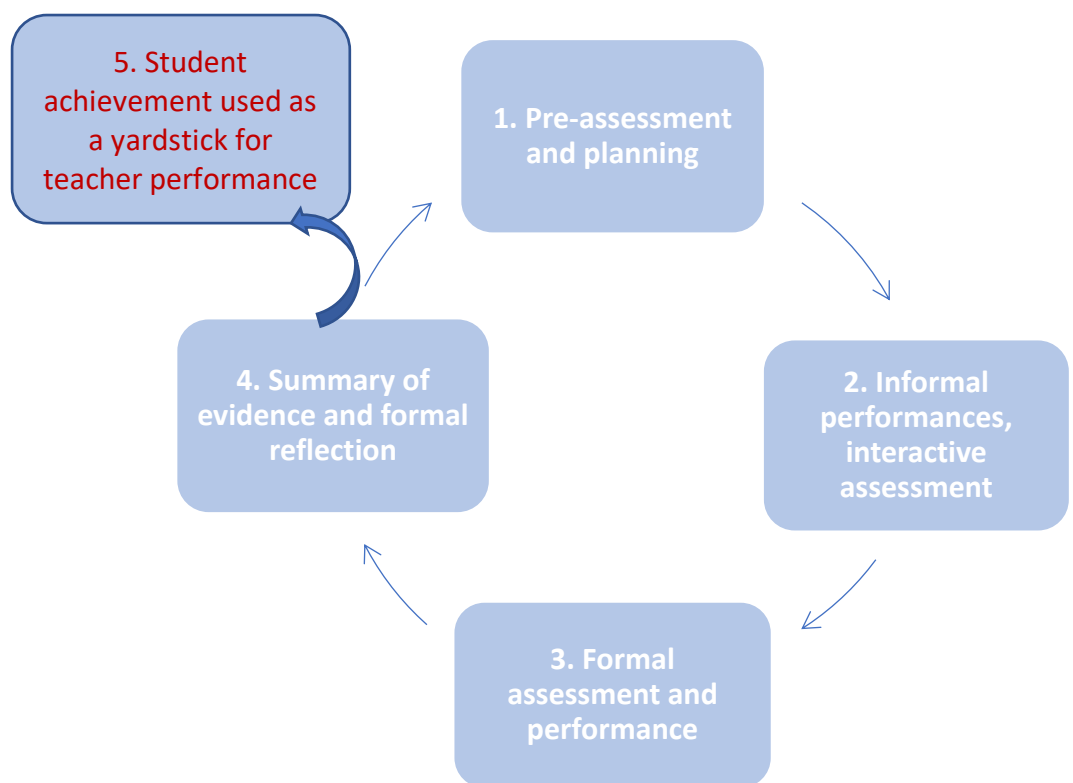 5. Student
achievement used as
a yardstick for
teacher performance
1. Pre-assessment
and planning
2. Informal
performances,
interactive
assessment
3. Formal
assessment and
performance
4. Summary of
evidence and formal
reflection